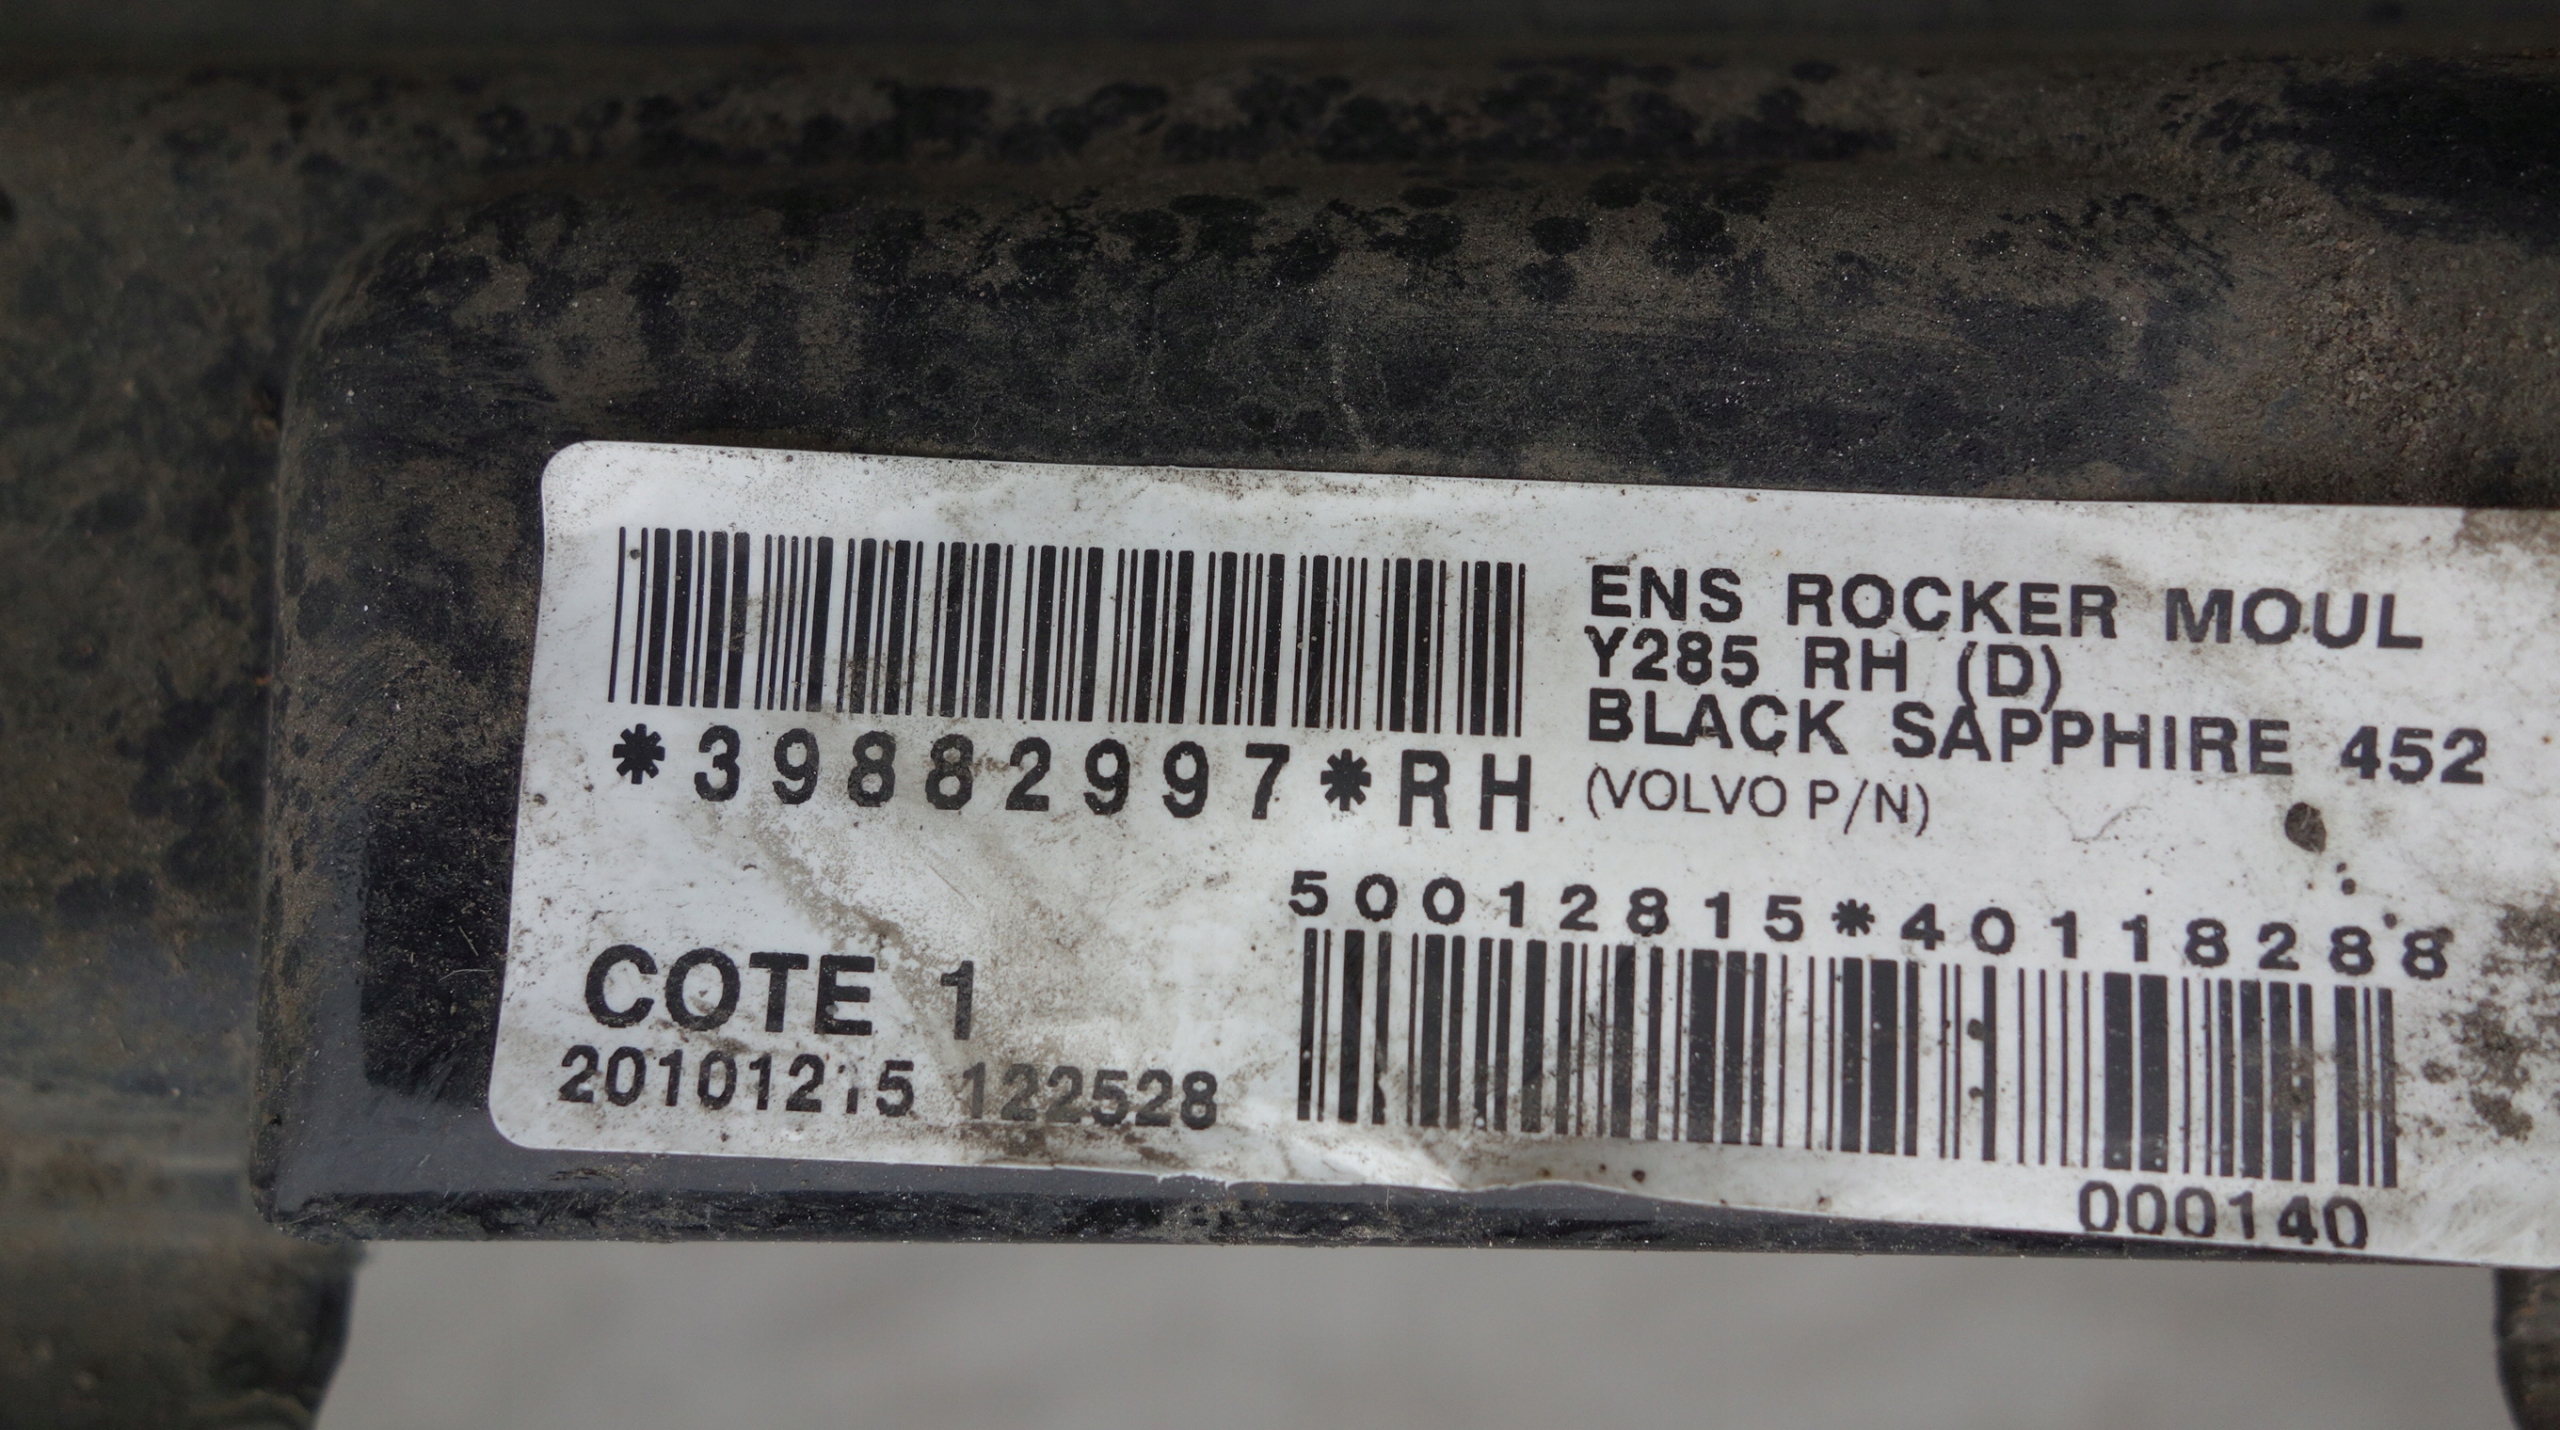 *39882997*RH
ENS ROCKER MOUL
Y285 RH (D)
BLACK SAPPHIRE 452
(VOLVO P/N)
50012815*40118288
COTE 1
20101215 122528
000140